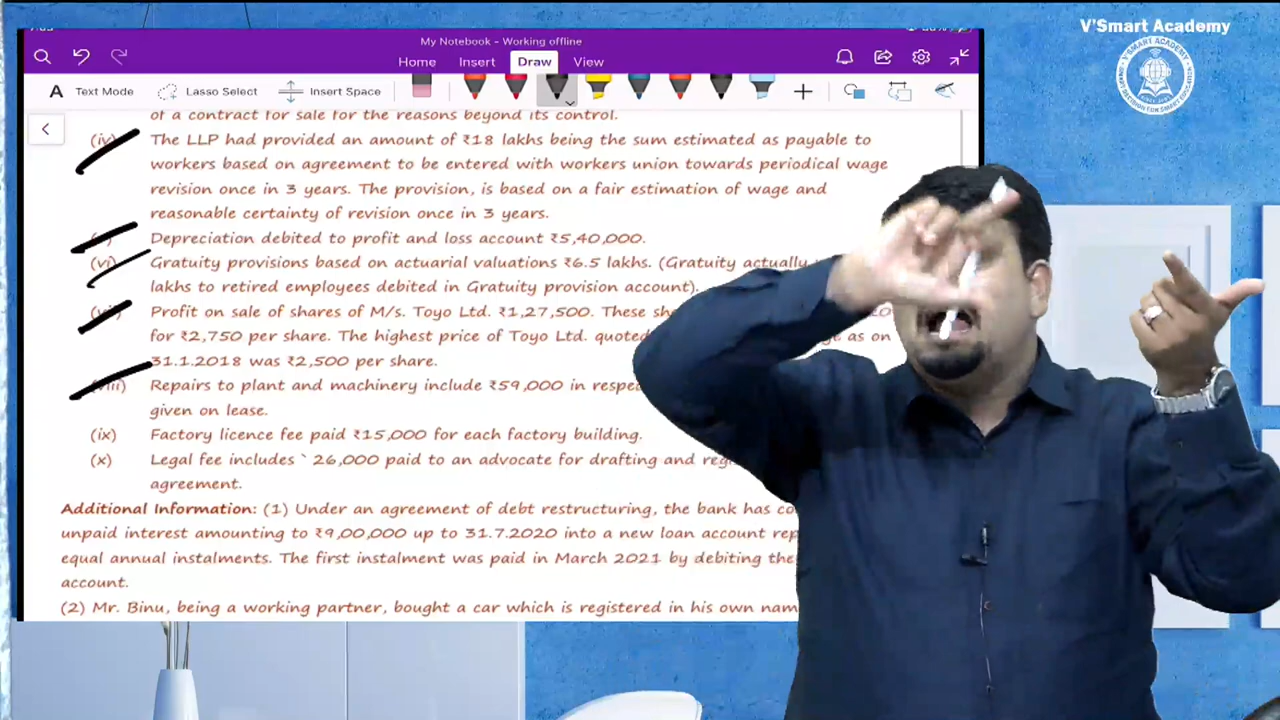 V'Smart Academy
My Notebook - Working offline
Home Insert Draw View
Text Mode Lasso Select Insert Space
of a contract for sale for the reasons beyond its control.
(iv) The LLP had provided an amount of ₹18 lakhs being the sum estimated as payable to
workers based on agreement to be entered with workers union towards periodical wage
revision once in 3 years. The provision, is based on a fair estimation of wage and
reasonable certainty of revision once in 3 years.
Depreciation debited to profit and loss account ₹5,40,000.
(vi) Gratuity provisions based on actuarial valuations ₹6.5 lakhs. (Gratuity actually
lakhs to retired employees debited in Gratuity provision account).
Profit on sale of shares of M/s. Toyo Ltd. ₹1,27,500. These
for ₹2,750 per share. The highest price of Toyo Ltd. quoted as on
31.1.2018 was ₹2,500 per share.
(viii) Repairs to plant and machinery include ₹59,000 in
given on lease.
(ix) Factory licence fee paid ₹15,000 for each factory building.
(x) Legal fee includes ` 26,000 paid to an advocate for drafting and
agreement.
Additional Information: (1) Under an agreement of debt restructuring, the bank has
unpaid interest amounting to ₹9,00,000 up to 31.7.2020 into a new loan account
equal annual instalments. The first instalment was paid in March 2021 by debiting the
account.
(2) Mr. Binu, being a working partner, bought a car which is registered in his own